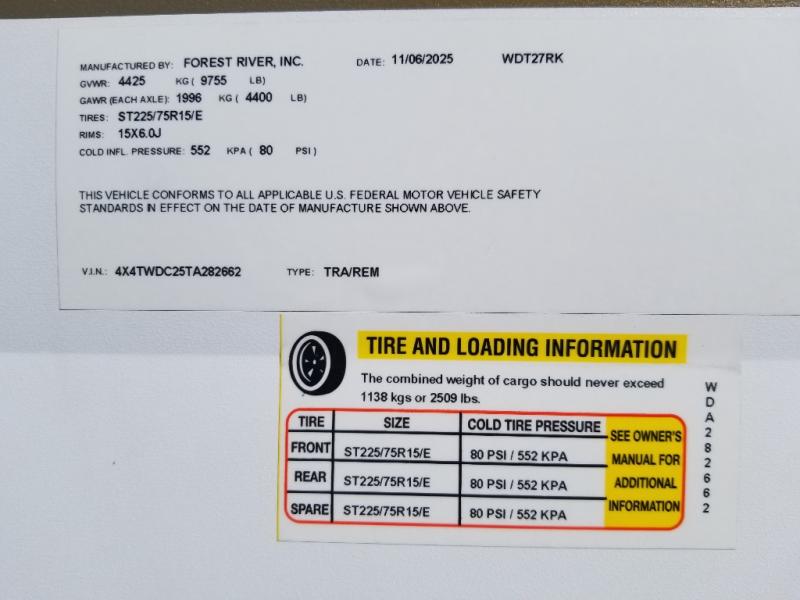 MANUFACTURED BY: FOREST RIVER, INC. DATE: 11/06/2025 WDT27RK
GVWR: 4425 KG ( 9755 LB)
GAWR (EACH AXLE): 1996 KG ( 4400 LB)
TIRES: ST225/75R15/E
RIMS: 15X6.0J
COLD INFL. PRESSURE: 552 KPA ( 80 PSI )
THIS VEHICLE CONFORMS TO ALL APPLICABLE U.S. FEDERAL MOTOR VEHICLE SAFETY
STANDARDS IN EFFECT ON THE DATE OF MANUFACTURE SHOWN ABOVE.
V.I.N.: 4X4TWDC25TA282662 TYPE: TRA/REM
TIRE AND LOADING INFORMATION
The combined weight of cargo should never exceed
1138 kgs or 2509 lbs.
TIRE SIZE COLD TIRE PRESSURE
FRONT ST225/75R15/E 80 PSI / 552 KPA
REAR ST225/75R15/E 80 PSI / 552 KPA
SPARE ST225/75R15/E 80 PSI / 552 KPA
SEE OWNER'S
MANUAL FOR
ADDITIONAL
INFORMATION
WDA282662